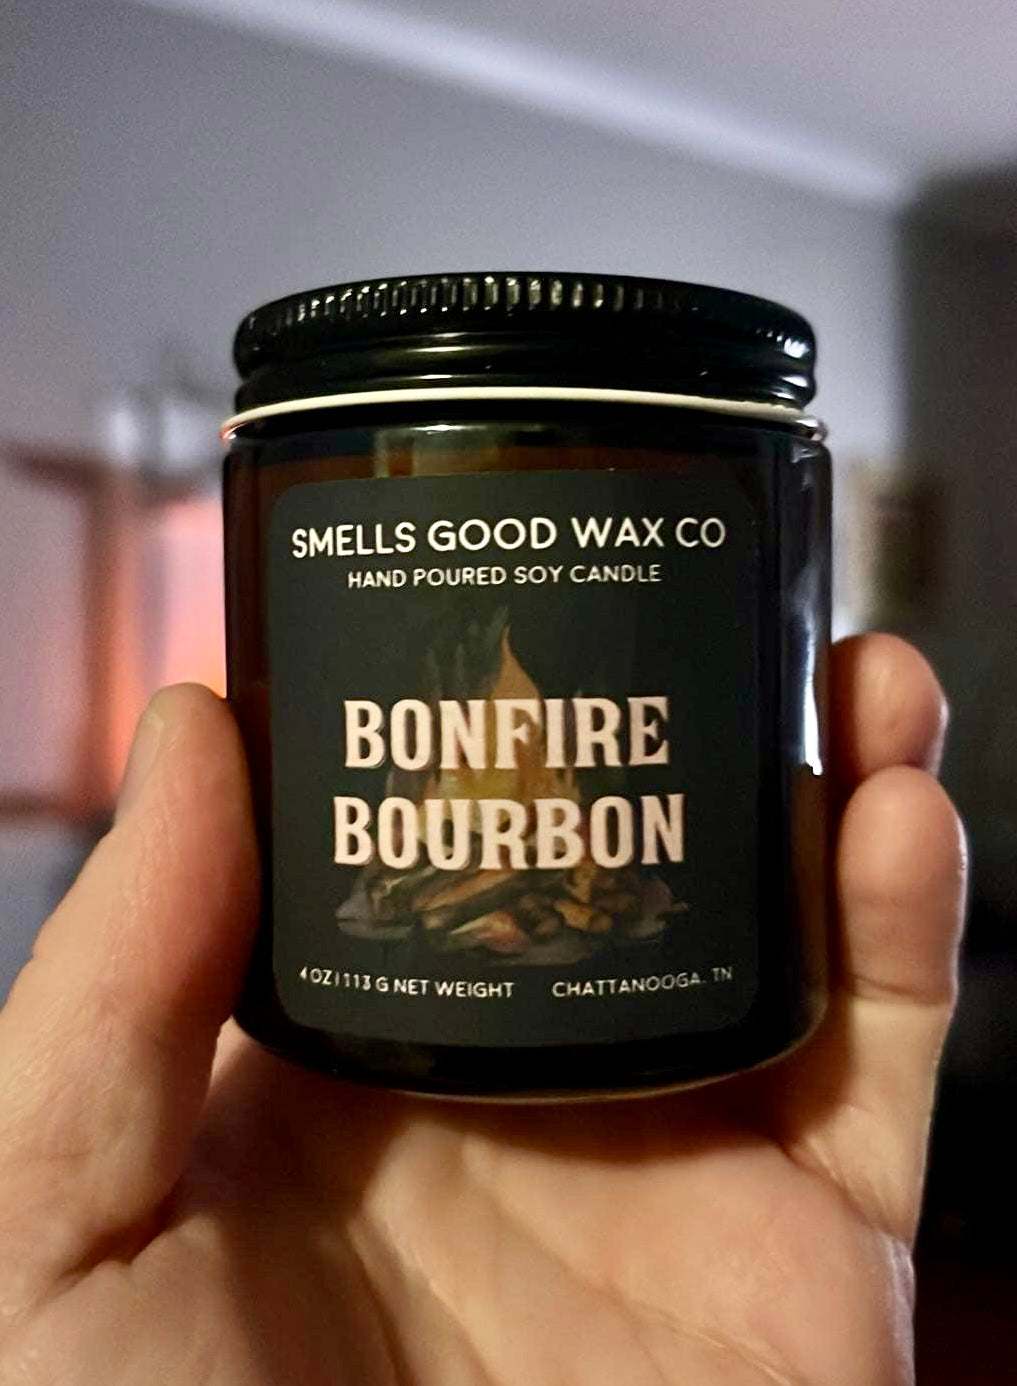 SMELLS GOOD WAX CO
HAND POURED SOY CANDLE
BONFIRE
BOURBON
4 OZ | 113 G NET WEIGHT CHATTANOOGA, TN